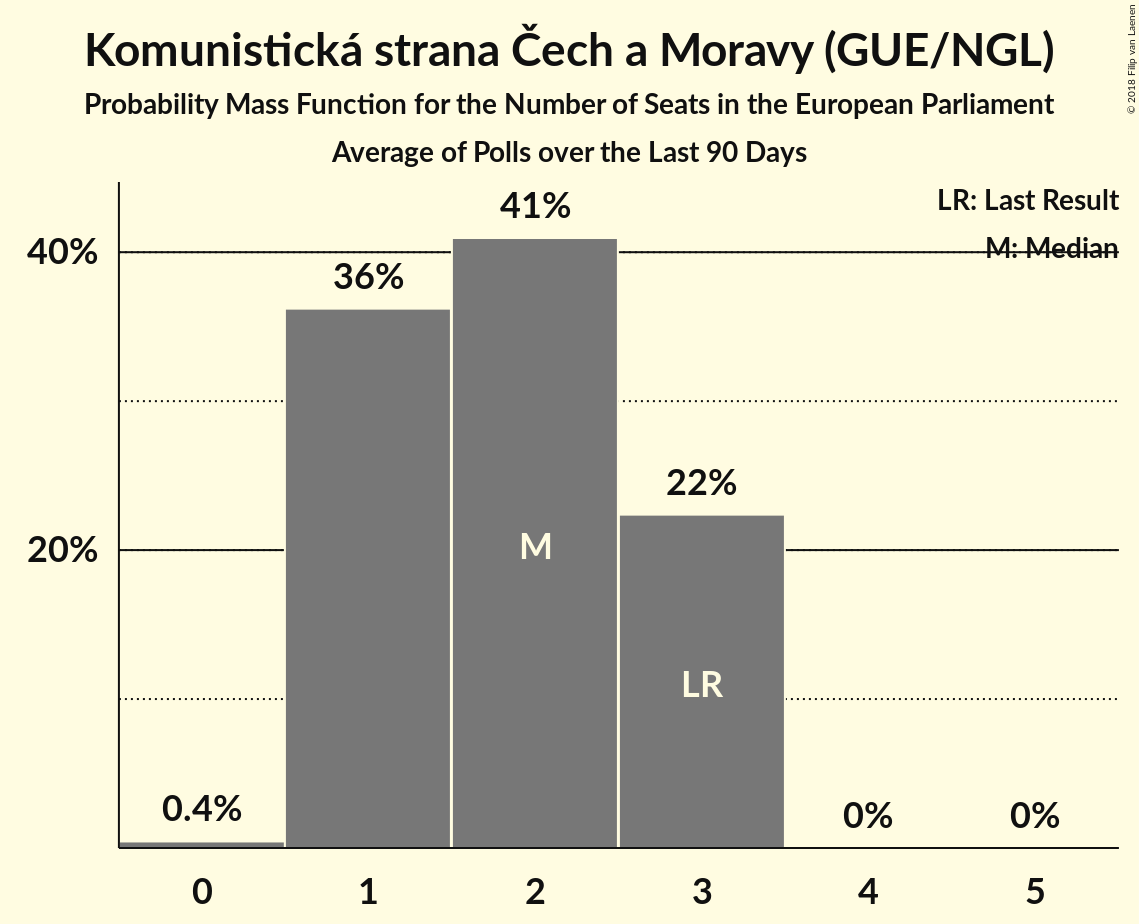 Komunistická strana Čech a Moravy (GUE/NGL)
Probability Mass Function for the Number of Seats in the European Parliament
Average of Polls over the Last 90 Days
© 2018 Filip van Laenen
LR: Last Result
M: Median
40%
20%
0.4%
36%
41%
22%
0%
0%
M
LR
0
1
2
3
4
5